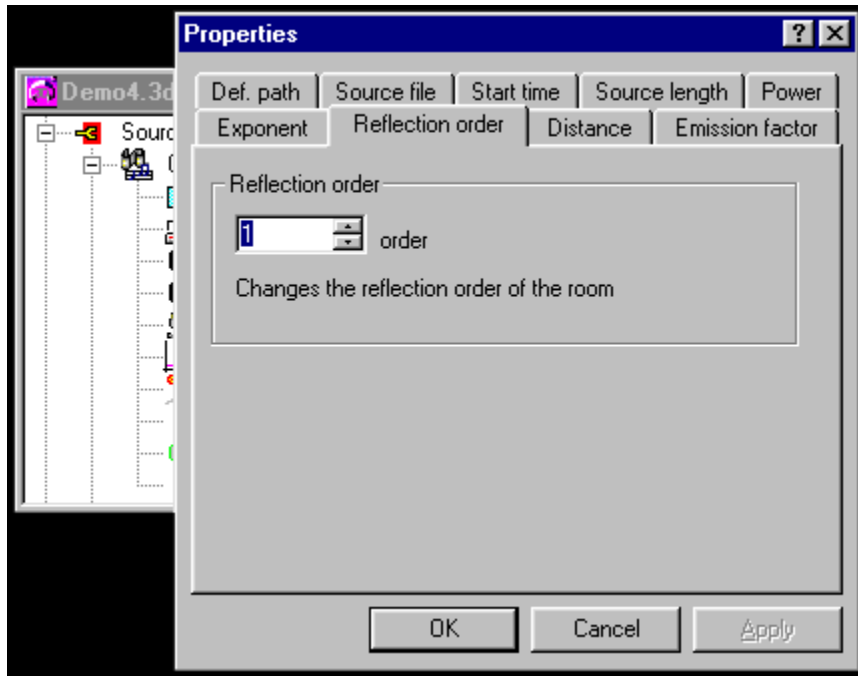 Properties
Demo4.3d
Def. path Source file Start time Source length Power
Exponent Reflection order Distance Emission factor
Sourc
Reflection order
1 order
Changes the reflection order of the room
OK Cancel Apply